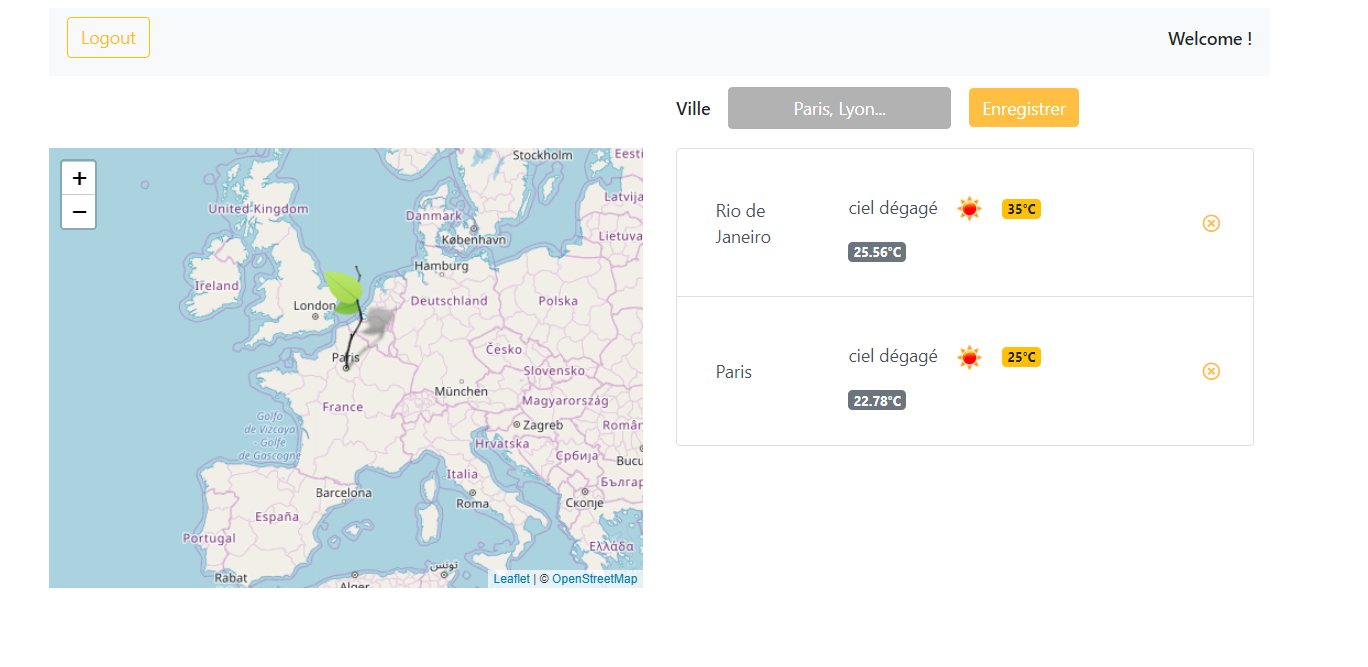 Logout
Welcome !
Ville
Paris, Lyon...
Enregistrer
+
−
Stockholm
Eesti
Latvija
United Kingdom
Danmark
København
Lietuva
Hamburg
Ireland
Deutschland
Polska
London
Paris
Česko
Slovensko
München
Magyarország
France
Golfo
de Vizcaya
- Golfe
de Gascogne
Zagreb
Român
Hrvatska
Србија
Bucu
Italia
Българ
Barcelona
Roma
Скопје
España
Portugal
Ελλάδα
تونس
Rabat
Alger
Leaflet | © OpenStreetMap
Rio de
Janeiro
ciel dégagé
35°C
25.56°C
Paris
ciel dégagé
25°C
22.78°C